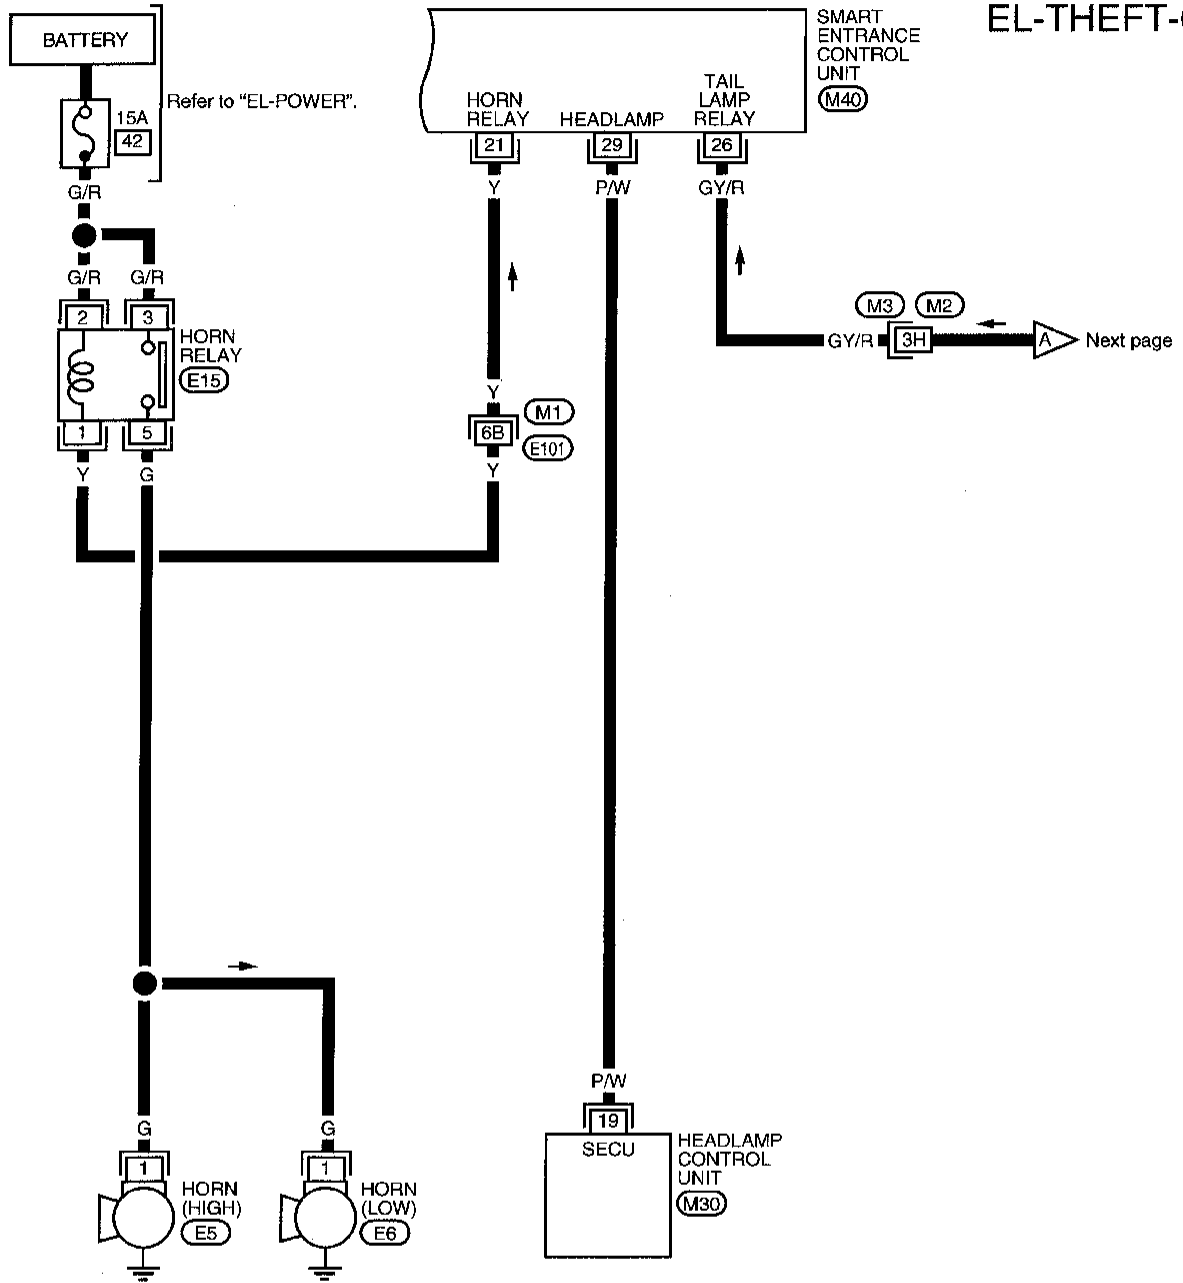 EL-THEFT-
BATTERY
Refer to "EL-POWER".
15A
42
G/R
G/R
G/R
2
3
HORN
RELAY
E15
1
5
Y
G
SMART
ENTRANCE
CONTROL
UNIT
M40
HORN
RELAY
HEADLAMP
TAIL
LAMP
RELAY
21
29
26
Y
P/W
GY/R
M3
M2
GY/R
3H
A
Next page
Y
M1
6B
E101
Y
P/W
19
SECU
HEADLAMP
CONTROL
UNIT
M30
G
G
1
1
HORN
(HIGH)
E5
HORN
(LOW)
E6